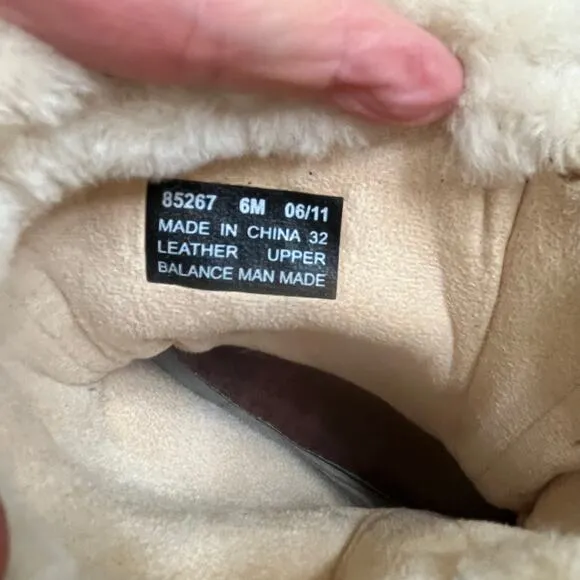 85267 6M 06/11
MADE IN CHINA 32
LEATHER UPPER
BALANCE MAN MADE